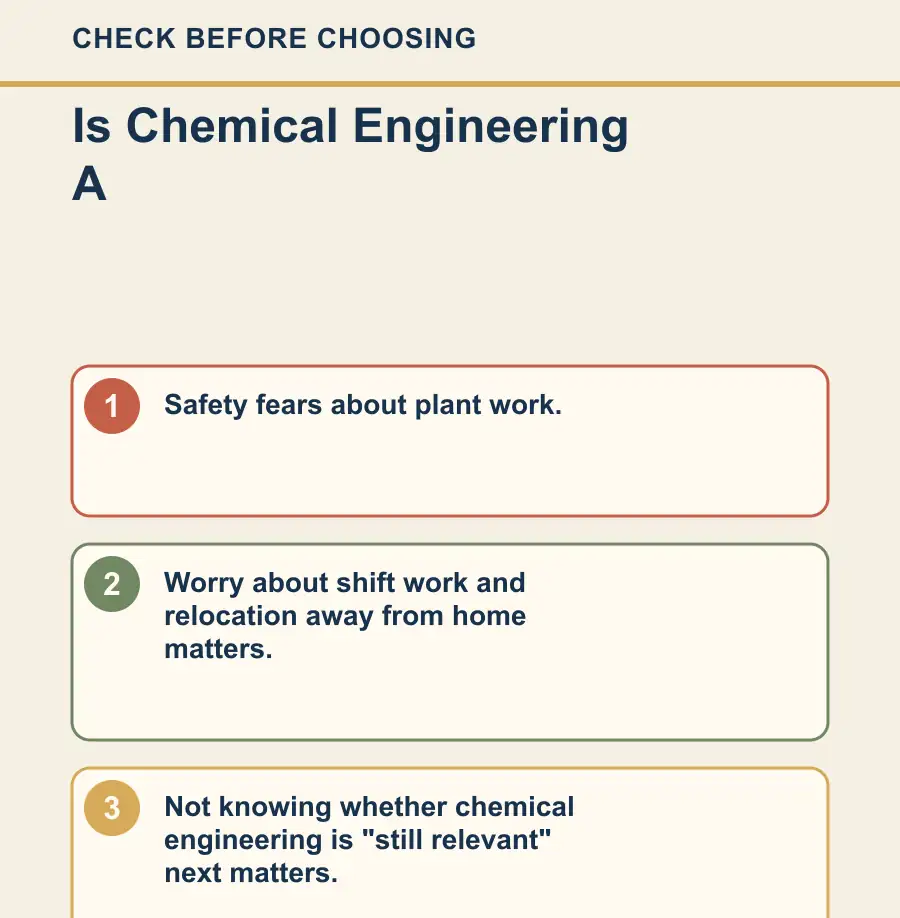 CHECK BEFORE CHOOSING
Is Chemical Engineering
A
1
Safety fears about plant work.
2
Worry about shift work and
relocation away from home
matters.
3
Not knowing whether chemical
engineering is "still relevant"
next matters.